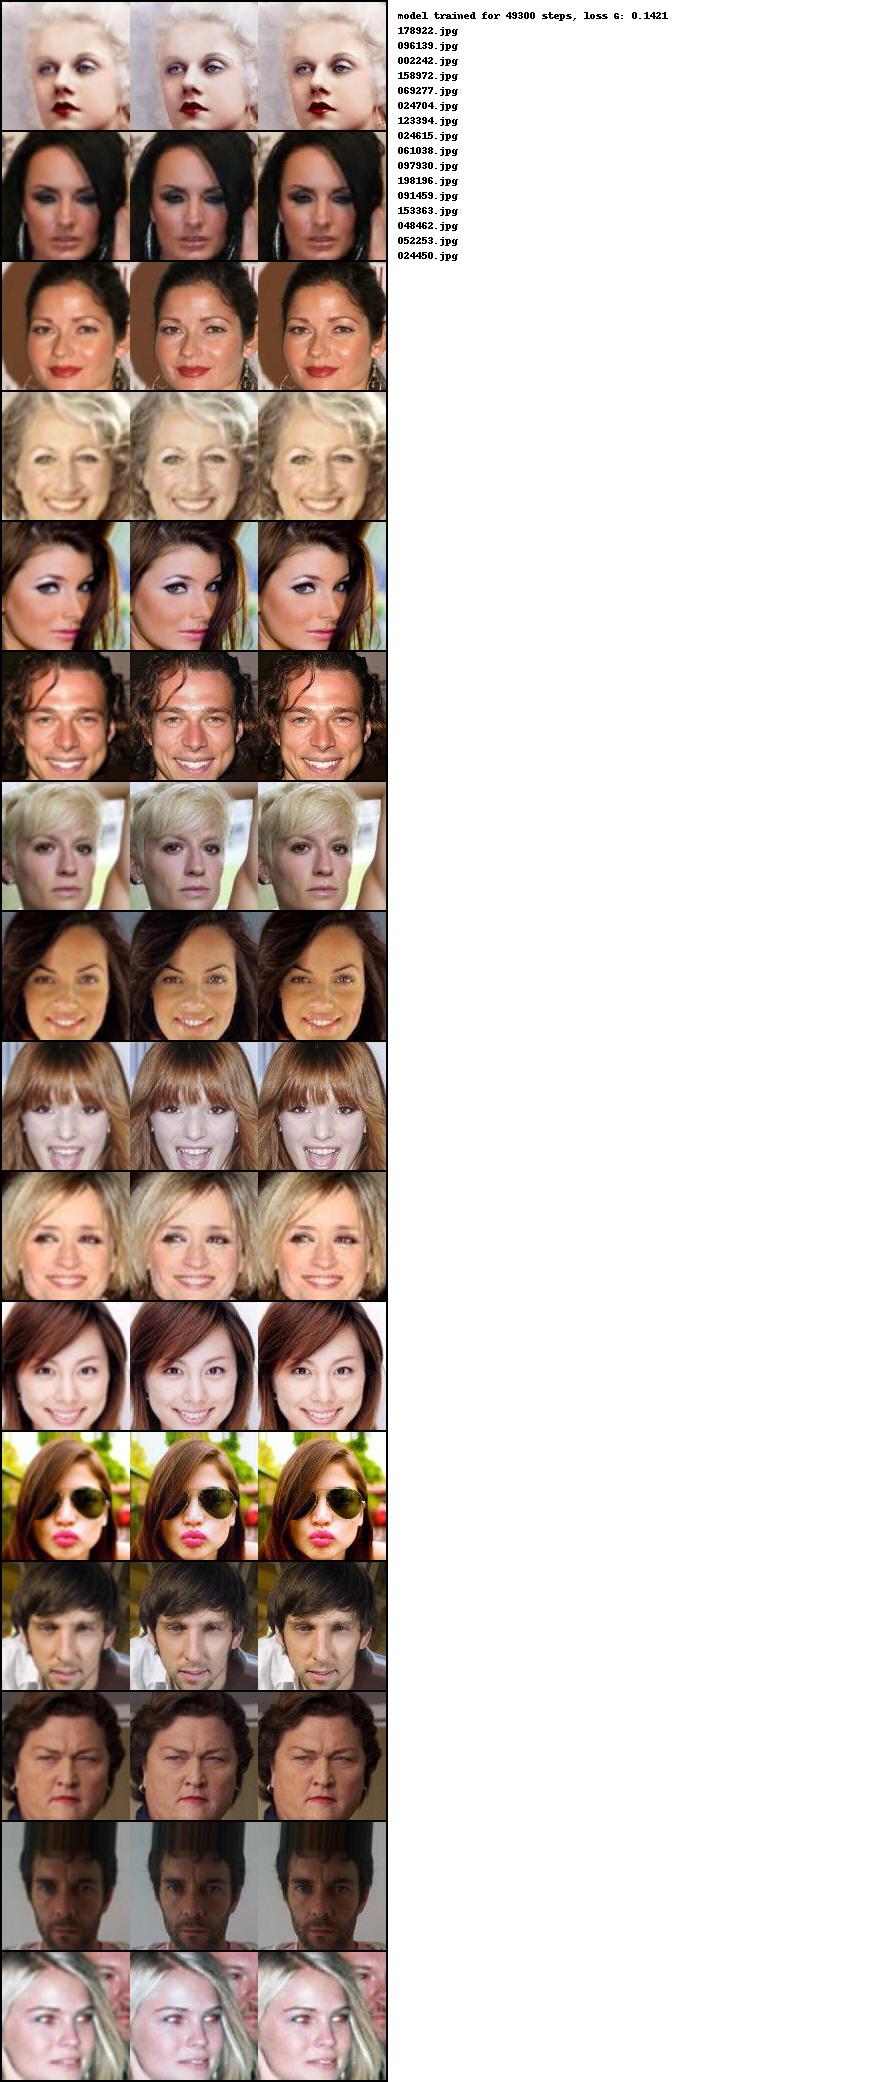 model trained for 49300 steps, loss G: 0.1421
178922.jpg
096139.jpg
002242.jpg
158972.jpg
069277.jpg
024704.jpg
123394.jpg
024615.jpg
061038.jpg
097930.jpg
198196.jpg
091459.jpg
153363.jpg
048462.jpg
052253.jpg
024450.jpg